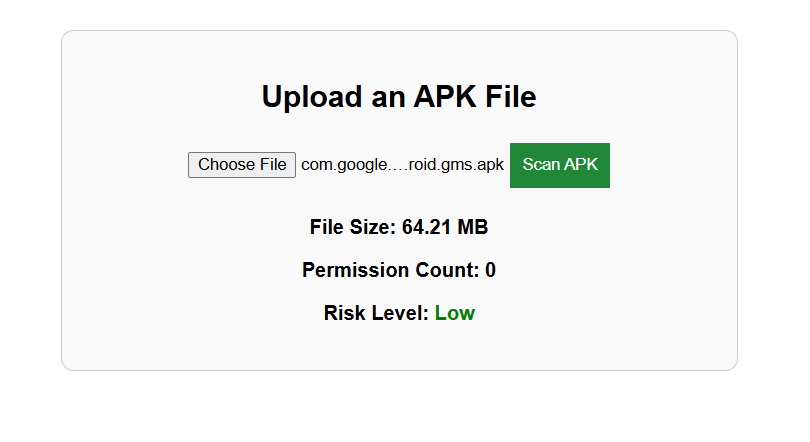 Upload an APK File
Choose File com.google.…roid.gms.apk Scan APK
File Size: 64.21 MB
Permission Count: 0
Risk Level: Low